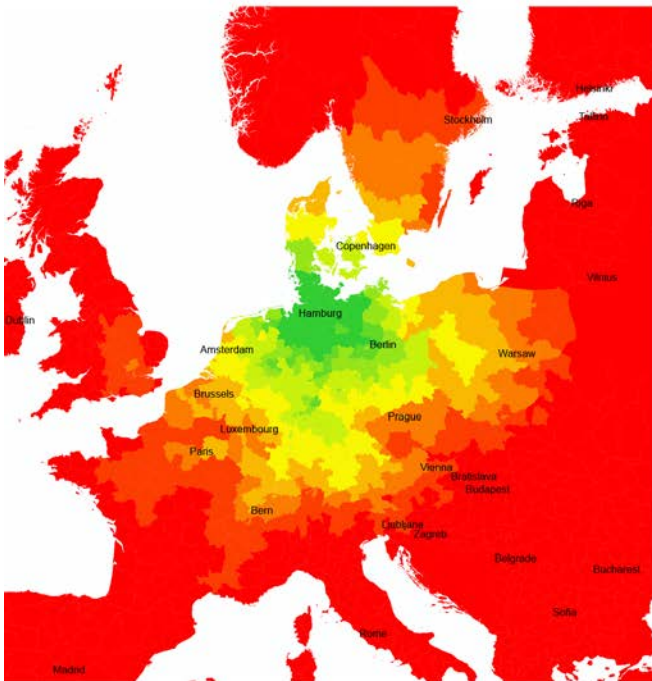 Helsinki
Tallinn
Stockholm
Riga
Copenhagen
Vilnius
Hamburg
Dublin
Berlin
Amsterdam
Warsaw
Brussels
Prague
Luxembourg
Paris
Vienna
Bratislava
Budapest
Bern
Ljubljana
Zagreb
Belgrade
Bucharest
Sofia
Rome
Madrid